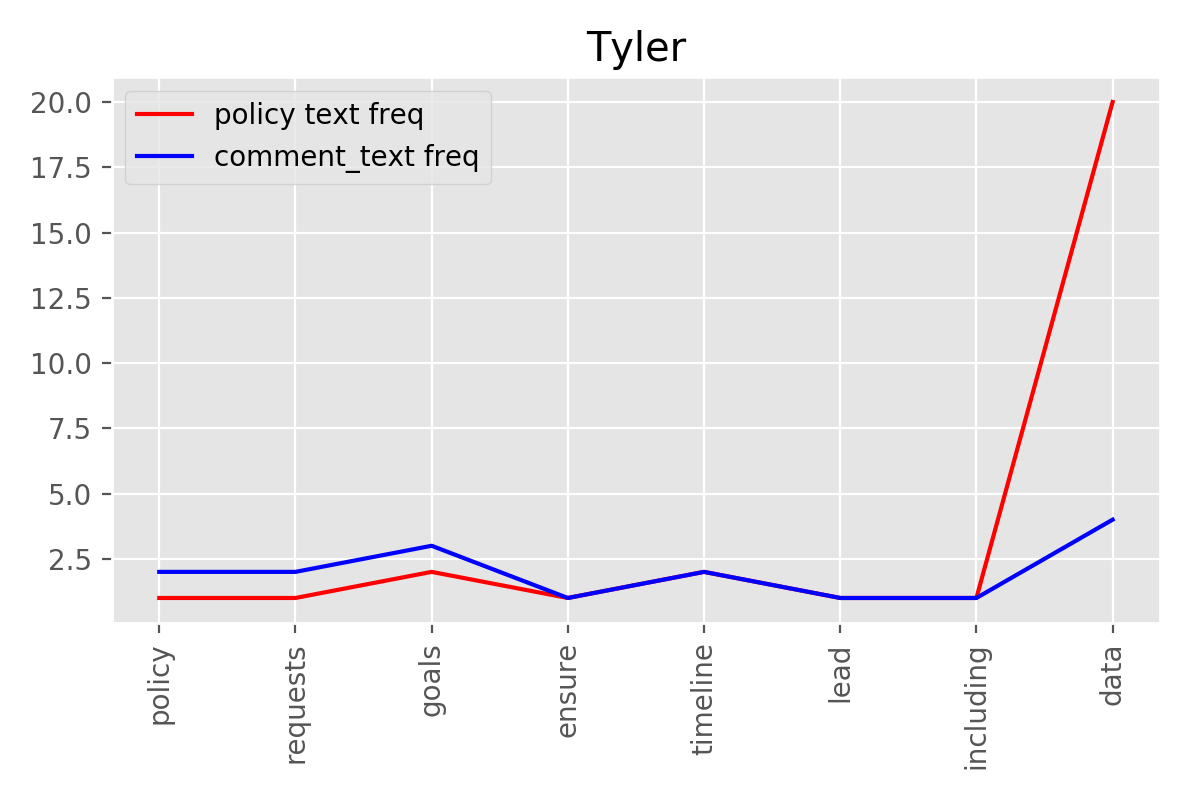 Tyler
policy text freq
comment_text freq
20.0
17.5
15.0
12.5
10.0
7.5
5.0
2.5
policy
requests
goals
ensure
timeline
lead
including
data